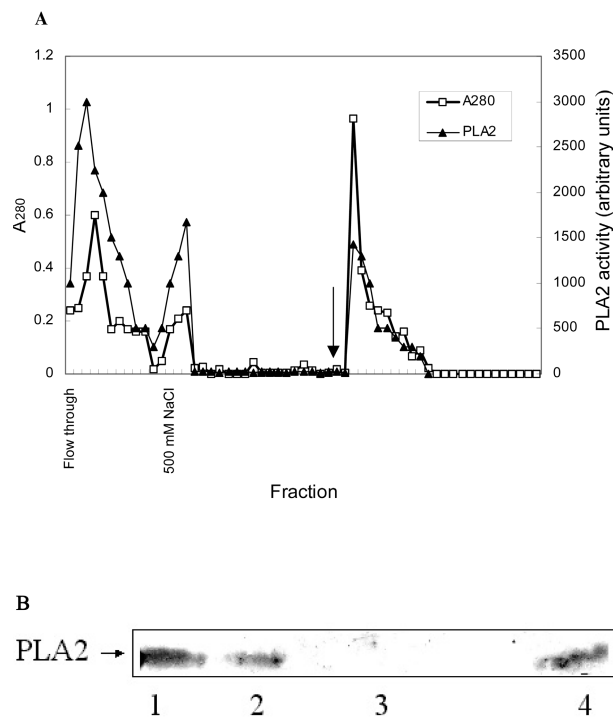 A
1.2
1
0.8
0.6
0.4
0.2
0
A280
3500
3000
2500
2000
1500
1000
500
0
PLA2 activity (arbitrary units)
A280
PLA2
Flow through
500 mM NaCl
Fraction
B
PLA2
1 2 3 4